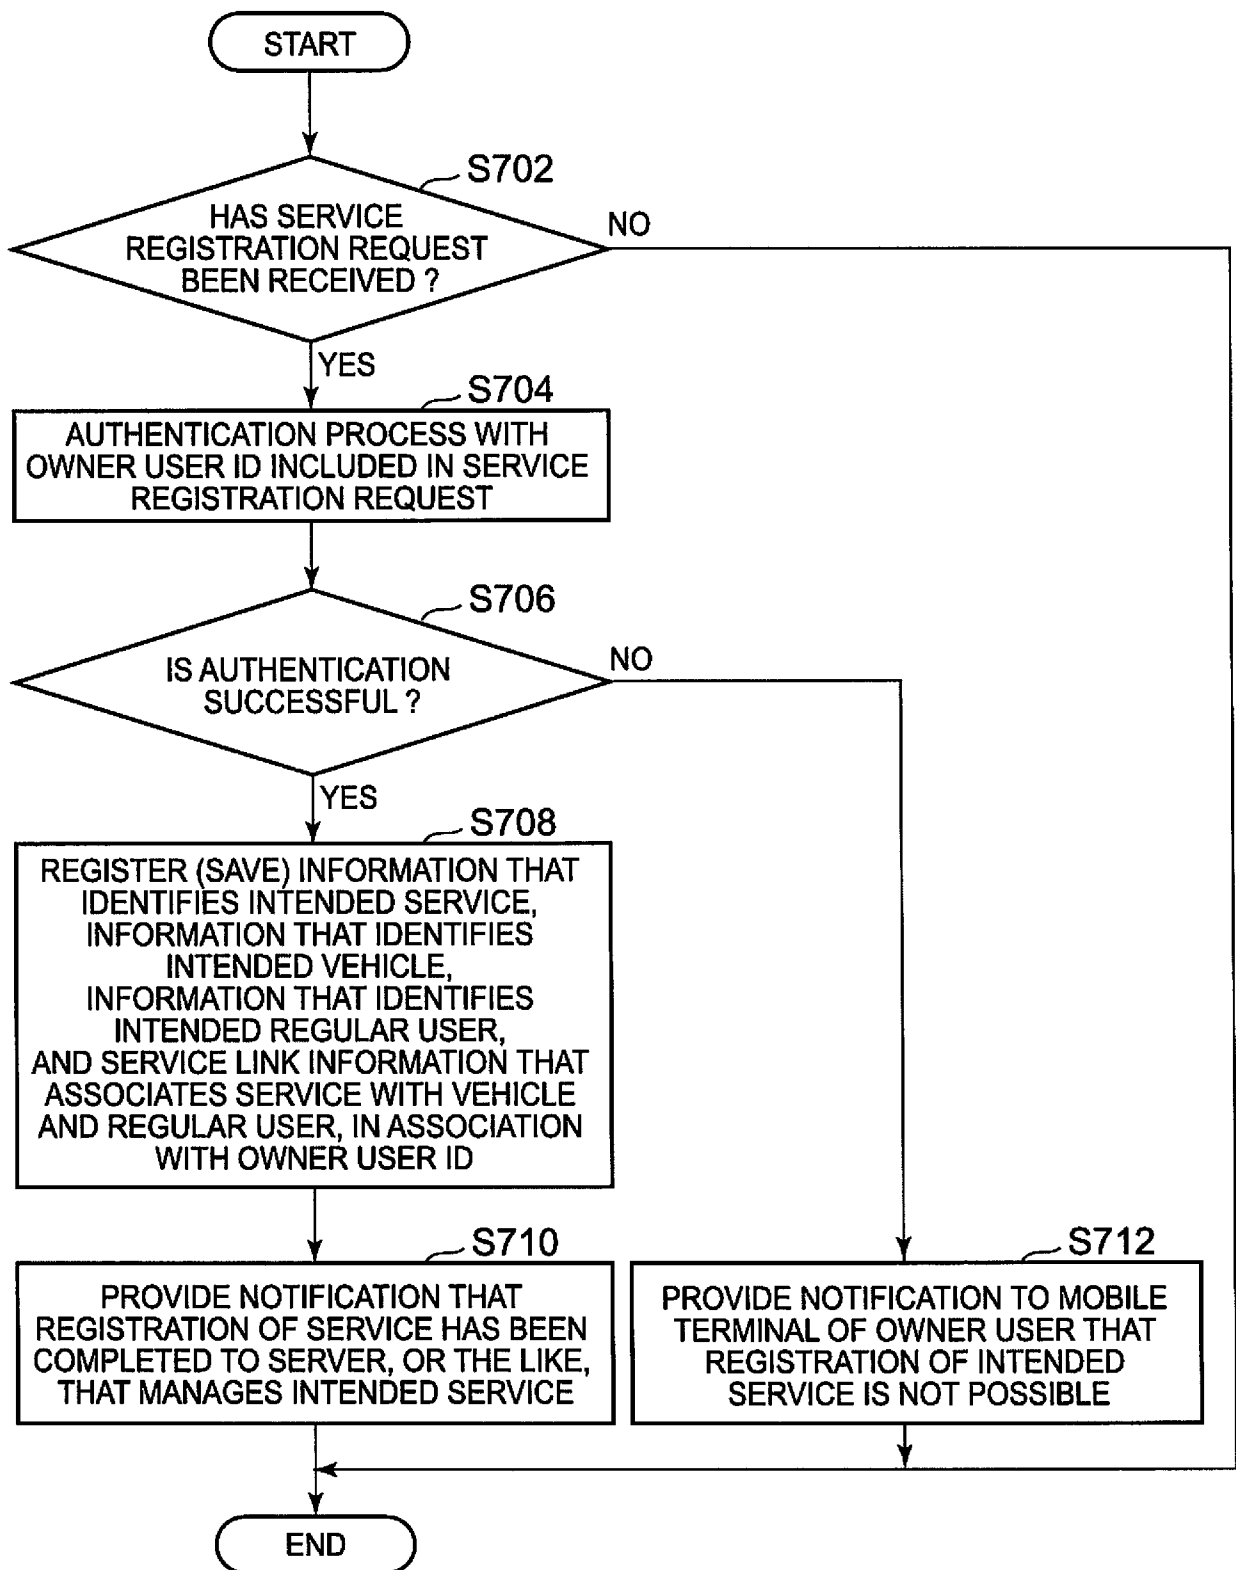 START
S702
HAS SERVICE
REGISTRATION REQUEST
BEEN RECEIVED ?
NO
YES
S704
AUTHENTICATION PROCESS WITH
OWNER USER ID INCLUDED IN SERVICE
REGISTRATION REQUEST
S706
IS AUTHENTICATION
SUCCESSFUL ?
NO
YES
S708
REGISTER (SAVE) INFORMATION THAT
IDENTIFIES INTENDED SERVICE,
INFORMATION THAT IDENTIFIES
INTENDED VEHICLE,
INFORMATION THAT IDENTIFIES
INTENDED REGULAR USER,
AND SERVICE LINK INFORMATION THAT
ASSOCIATES SERVICE WITH VEHICLE
AND REGULAR USER, IN ASSOCIATION
WITH OWNER USER ID
S710
PROVIDE NOTIFICATION THAT
REGISTRATION OF SERVICE HAS BEEN
COMPLETED TO SERVER, OR THE LIKE,
THAT MANAGES INTENDED SERVICE
S712
PROVIDE NOTIFICATION TO MOBILE
TERMINAL OF OWNER USER THAT
REGISTRATION OF INTENDED
SERVICE IS NOT POSSIBLE
END